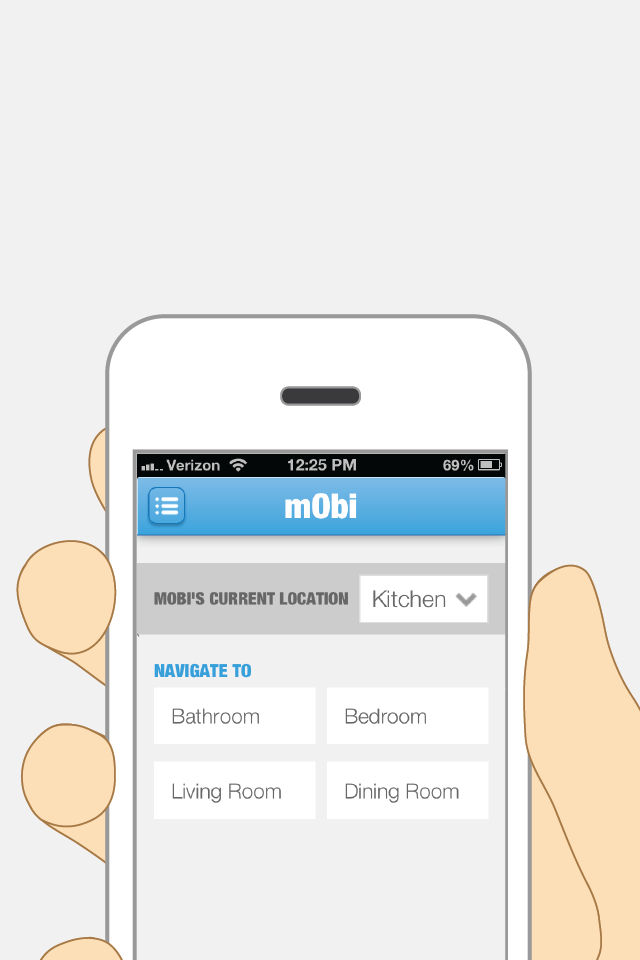 Verizon 12:25 PM 69%
m0bi
MOBI'S CURRENT LOCATION Kitchen
NAVIGATE TO
Bathroom Bedroom
Living Room Dining Room